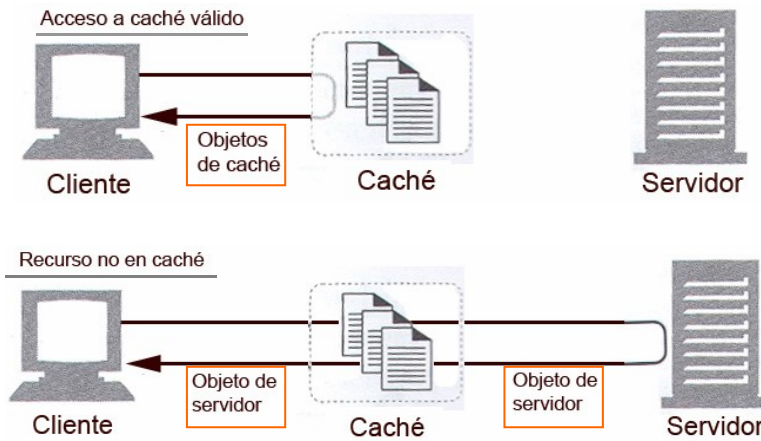 Acceso a caché válido
Objetos
de caché
Cliente
Caché
Servidor
Recurso no en caché
Objeto de
servidor
Objeto de
servidor
Cliente
Caché
Servidor